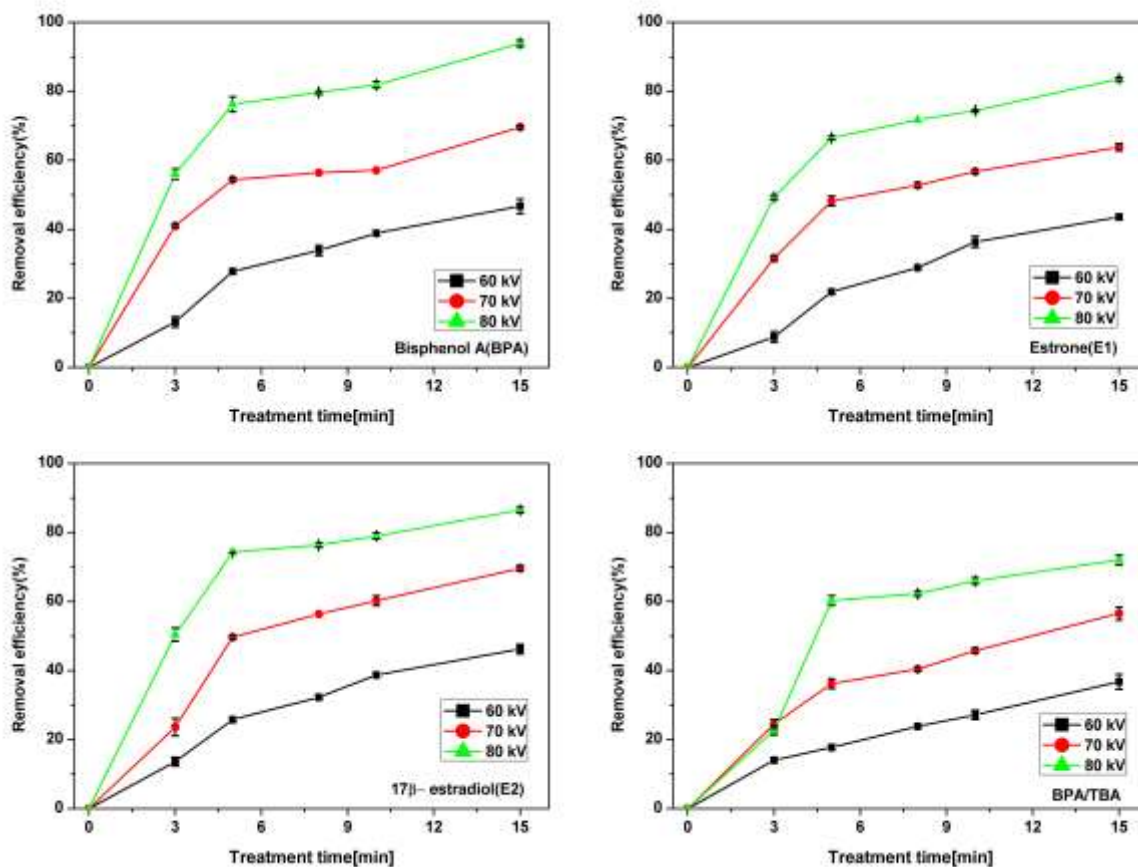 100
80
60
40
20
0
Removal efficiency(%)
60 kV
70 kV
80 kV
Bisphenol A(BPA)
0 3 6 9 12 15
Treatment time[min]
100
80
60
40
20
0
Removal efficiency(%)
60 kV
70 kV
80 kV
Estrone(E1)
0 3 6 9 12 15
Treatment time[min]
100
80
60
40
20
0
Removal efficiency(%)
60 kV
70 kV
80 kV
17β− estradiol(E2)
0 3 6 9 12 15
Treatment time[min]
100
80
60
40
20
0
Removal efficiency(%)
60 kV
70 kV
80 kV
BPA/TBA
0 3 6 9 12 15
Treatment time[min]